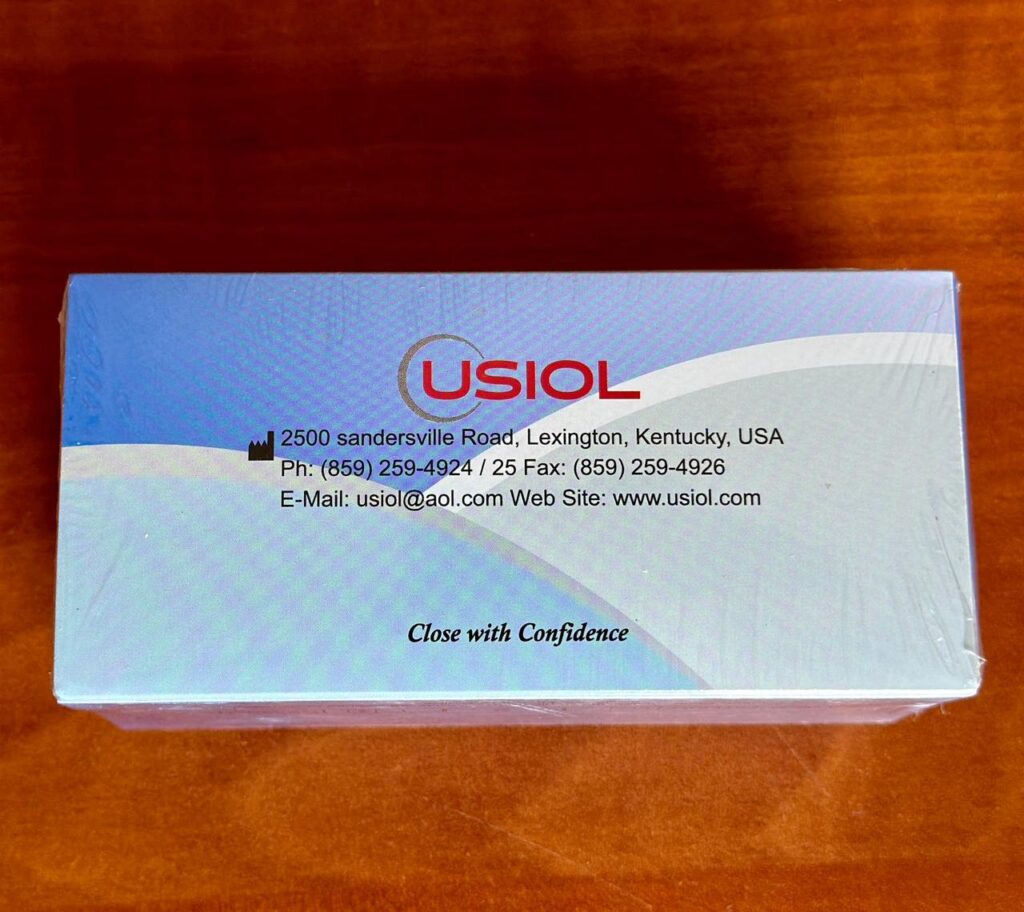 USIOL
2500 sandersville Road, Lexington, Kentucky, USA
Ph: (859) 259-4924 / 25 Fax: (859) 259-4926
E-Mail: usiol@aol.com Web Site: www.usiol.com
Close with Confidence